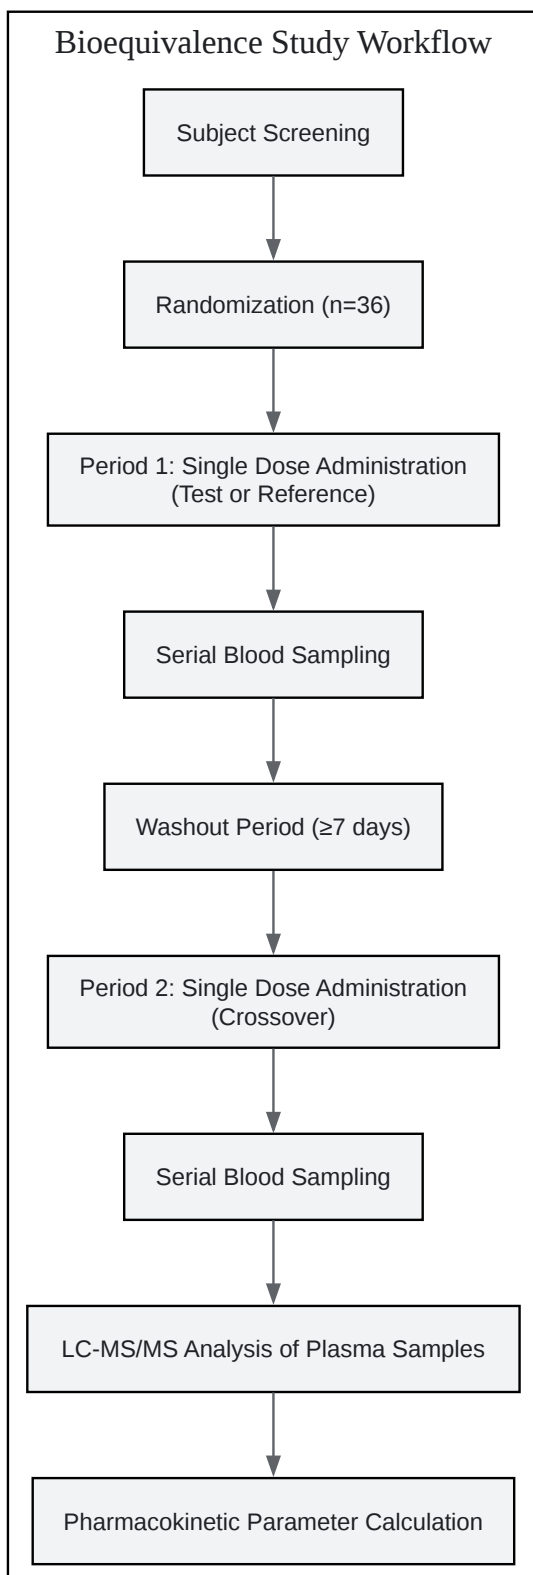 Bioequivalence Study Workflow
Subject Screening
Randomization (n=36)
Period 1: Single Dose Administration
(Test or Reference)
Serial Blood Sampling
Washout Period (≥7 days)
Period 2: Single Dose Administration
(Crossover)
Serial Blood Sampling
LC-MS/MS Analysis of Plasma Samples
Pharmacokinetic Parameter Calculation